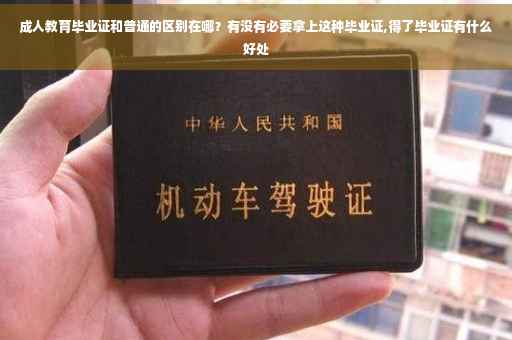 成人教育毕业证和普通的区别在哪？有没有必要拿上这种毕业证,得了毕业证有什么
好处
中华人民共和国
机动车驾驶证